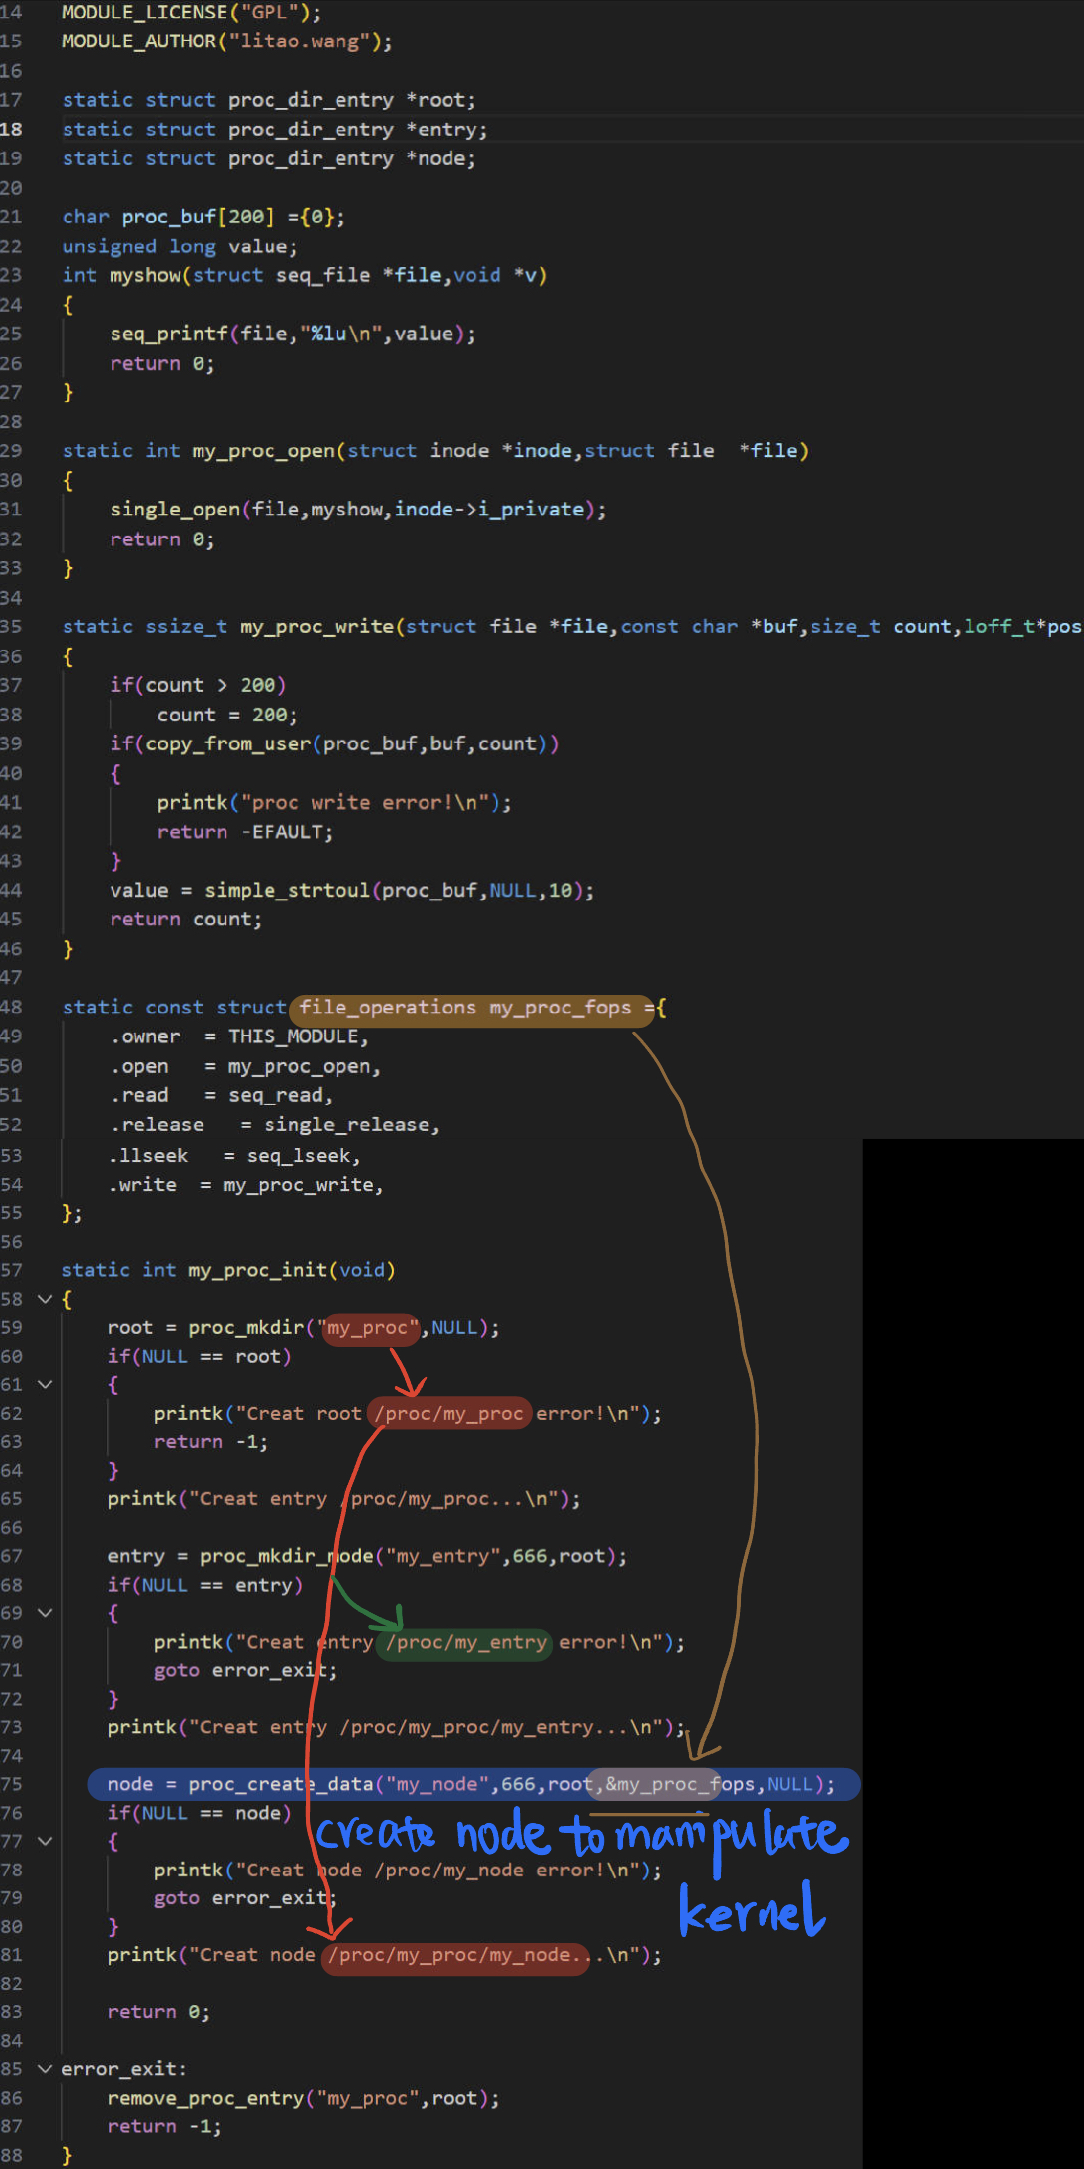 14 MODULE_LICENSE("GPL");
15 MODULE_AUTHOR("litao.wang");
16
17 static struct proc_dir_entry *root;
18 static struct proc_dir_entry *entry;
19 static struct proc_dir_entry *node;
20
21 char proc_buf[200] ={0};
22 unsigned long value;
23 int myshow(struct seq_file *file,void *v)
24 {
25     seq_printf(file,"%lu\n",value);
26     return 0;
27 }
28
29 static int my_proc_open(struct inode *inode,struct file  *file)
30 {
31     single_open(file,myshow,inode->i_private);
32     return 0;
33 }
34
35 static ssize_t my_proc_write(struct file *file,const char *buf,size_t count,loff_t*pos
36 {
37     if(count > 200)
38         count = 200;
39     if(copy_from_user(proc_buf,buf,count))
40     {
41         printk("proc write error!\n");
42         return -EFAULT;
43     }
44     value = simple_strtoul(proc_buf,NULL,10);
45     return count;
46 }
47
48 static const struct file_operations my_proc_fops ={
49     .owner  = THIS_MODULE,
50     .open   = my_proc_open,
51     .read   = seq_read,
52     .release   = single_release,
53     .llseek   = seq_lseek,
54     .write  = my_proc_write,
55 };
56
57 static int my_proc_init(void)
58 {
59     root = proc_mkdir("my_proc",NULL);
60     if(NULL == root)
61     {
62         printk("Creat root /proc/my_proc error!\n");
63         return -1;
64     }
65     printk("Creat entry /proc/my_proc...\n");
66
67     entry = proc_mkdir_mode("my_entry",666,root);
68     if(NULL == entry)
69     {
70         printk("Creat entry /proc/my_entry error!\n");
71         goto error_exit;
72     }
73     printk("Creat entry /proc/my_proc/my_entry...\n");
74
75     node = proc_create_data("my_node",666,root,&my_proc_fops,NULL);
76     if(NULL == node)
create node to manipulate
77     {
78         printk("Creat node /proc/my_node error!\n");
kernel
79         goto error_exit;
80     }
81     printk("Creat node /proc/my_proc/my_node...\n");
82
83     return 0;
84
85 error_exit:
86     remove_proc_entry("my_proc",root);
87     return -1;
88 }